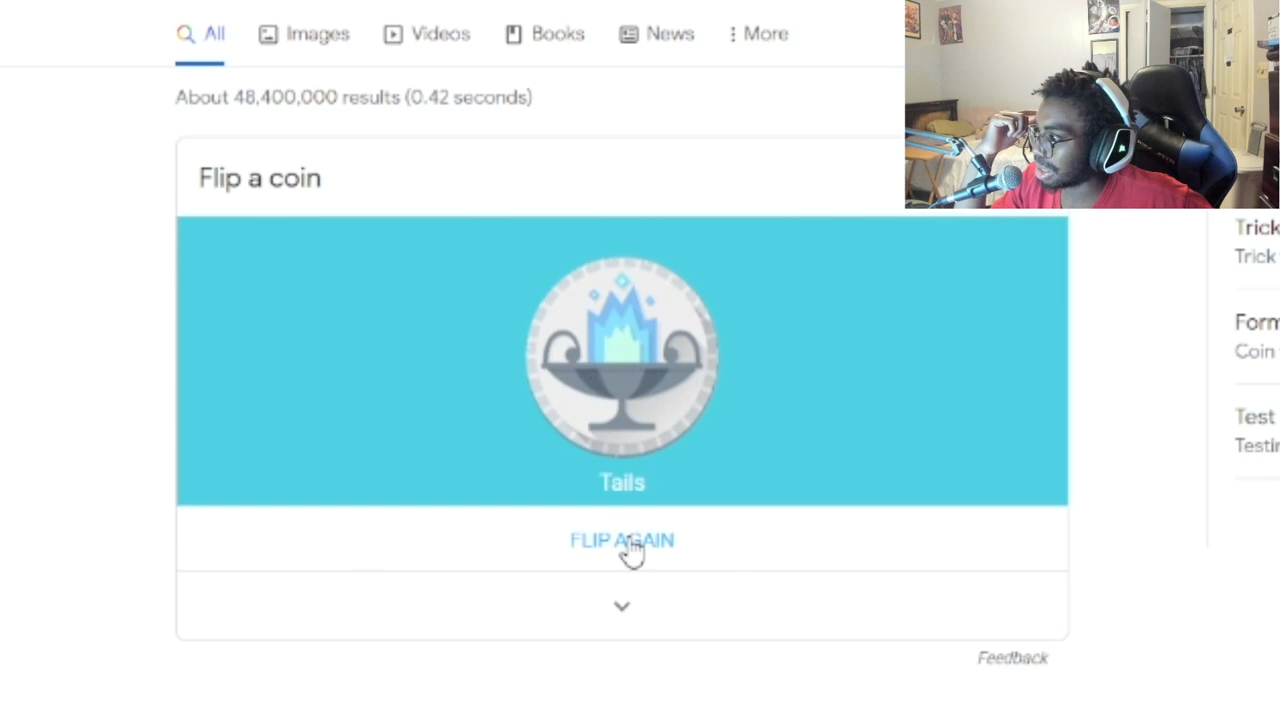 All Images Videos Books News More
About 48,400,000 results (0.42 seconds)
Flip a coin
Trick
Trick
Form
Coin
Test
Testin
Tails
FLIP AGAIN
Feedback